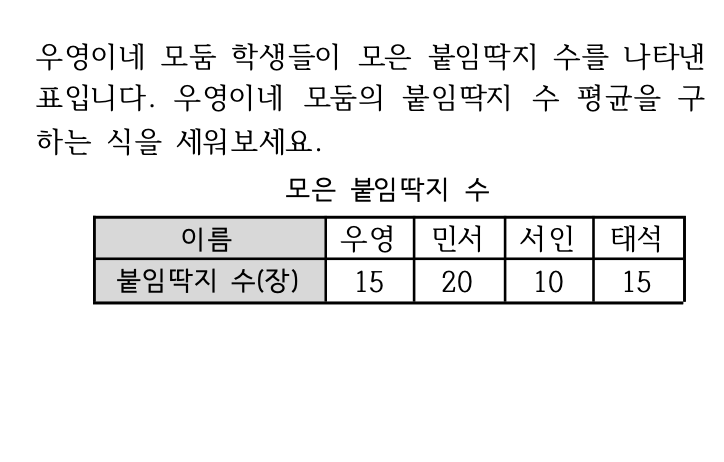 우영이네 모둠 학생들이 모은 붙임딱지 수를 나타낸
표입니다. 우영이네 모둠의 붙임딱지 수 평균을 구
하는 식을 세워보세요.
모은 붙임딱지 수
이름 우영 민서 서인 태석
붙임딱지 수(장) 15 20 10 15